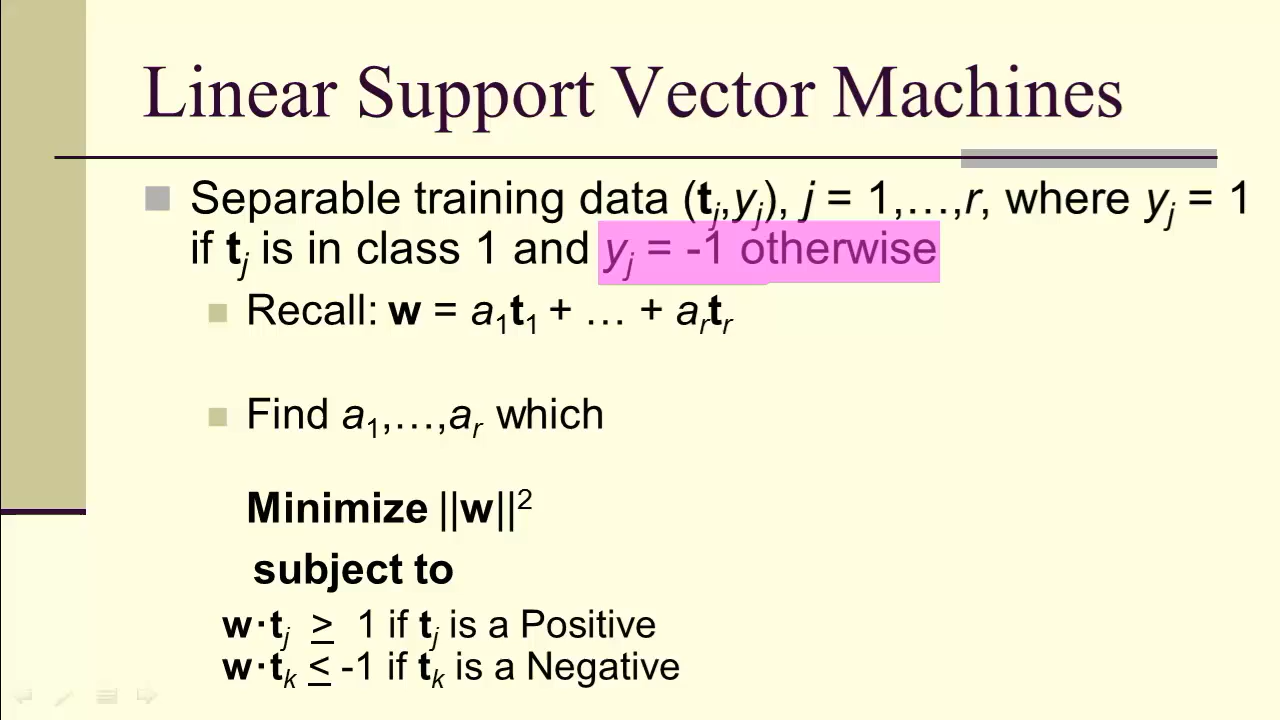 Linear Support Vector Machines
Separable training data (tj,yj), j = 1,…,r, where yj = 1
if tj is in class 1 and yj = -1 otherwise
Recall: w = a1t1 + … + artr
Find a1,…,ar which
Minimize ||w||²
subject to
w·tj ≥ 1 if tj is a Positive
w·tk ≤ -1 if tk is a Negative